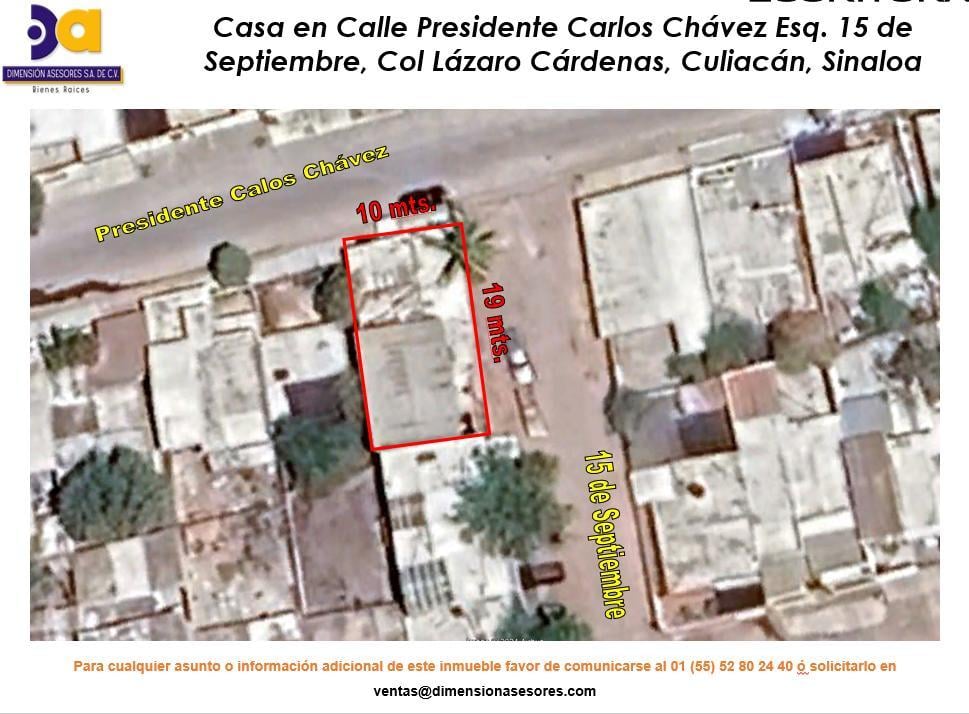 Casa en Calle Presidente Carlos Chávez Esq. 15 de
Septiembre, Col Lázaro Cárdenas, Culiacán, Sinaloa
DIMENSIÓN ASESORES S.A. DE C.V.
Bienes Raíces
Presidente Calos Chávez
10 mts.
19 mts.
15 de Septiembre
Para cualquier asunto o información adicional de este inmueble favor de comunicarse al 01 (55) 52 80 24 40 ó solicitarlo en
ventas@dimensionasesores.com